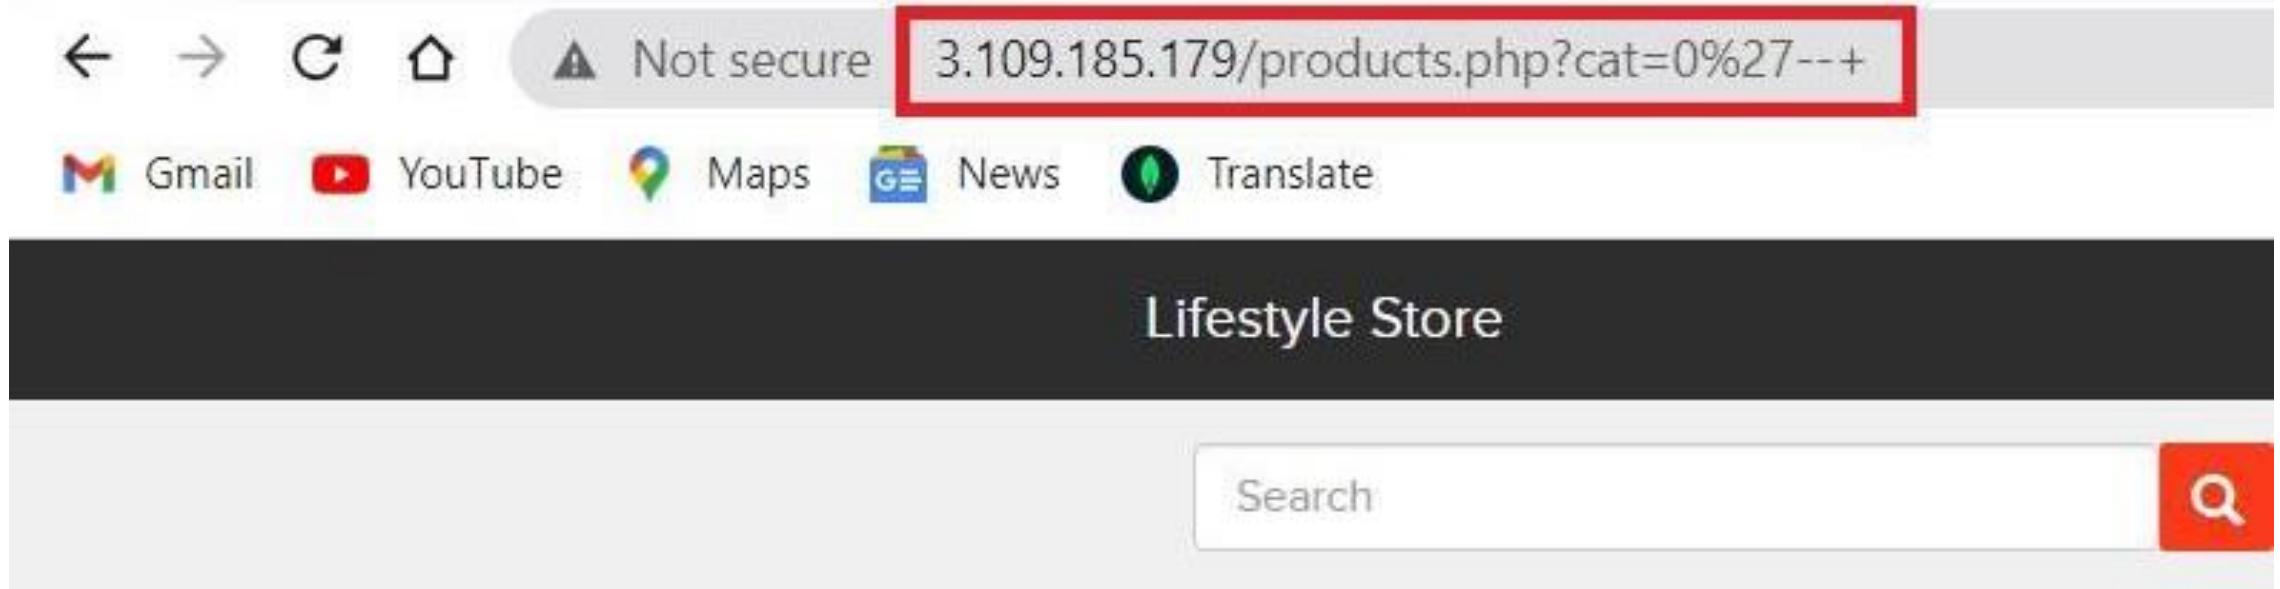 Not secure 3.109.185.179/products.php?cat=0%27--+
Gmail YouTube Maps News Translate
Lifestyle Store
Search